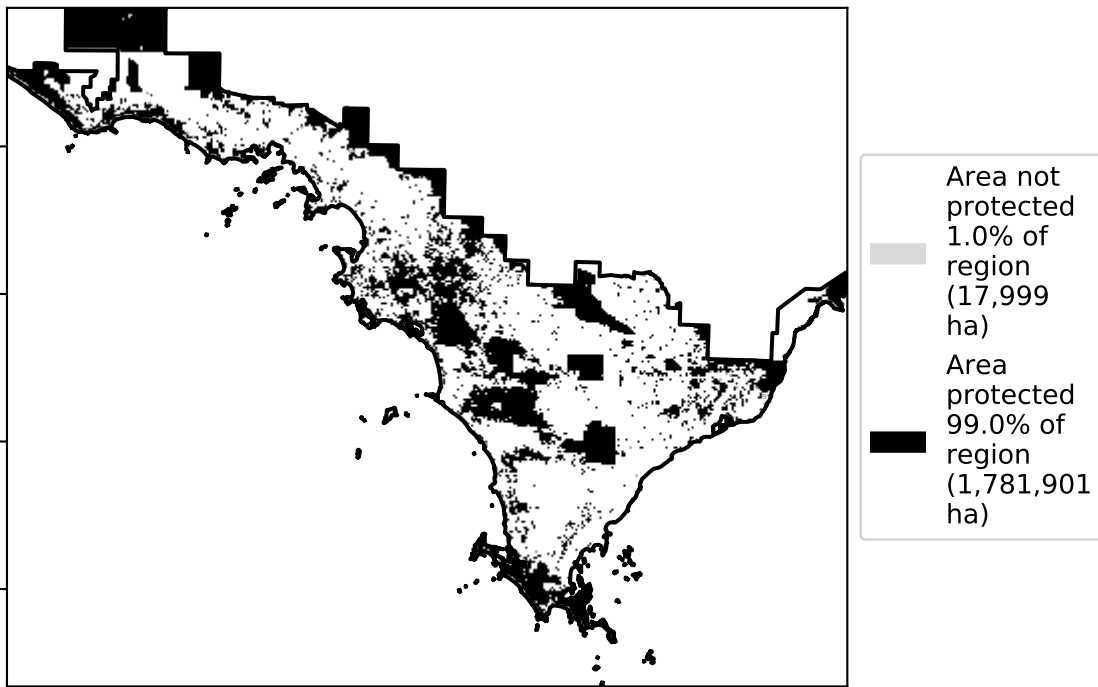 Area not
protected
1.0% of
region
(17,999
ha)
Area
protected
99.0% of
region
(1,781,901
ha)